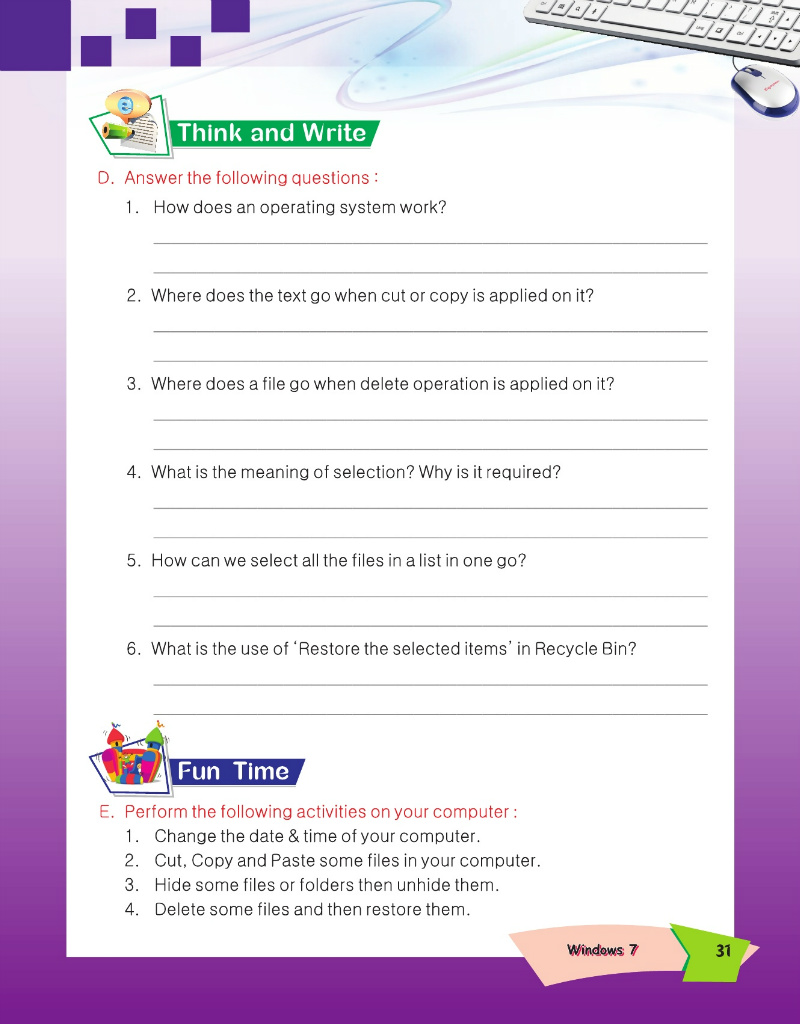 Think and Write
D. Answer the following questions :
1. How does an operating system work?
2. Where does the text go when cut or copy is applied on it?
3. Where does a file go when delete operation is applied on it?
4. What is the meaning of selection? Why is it required?
5. How can we select all the files in a list in one go?
6. What is the use of ‘Restore the selected items’ in Recycle Bin?
Fun Time
E. Perform the following activities on your computer :
1. Change the date & time of your computer.
2. Cut, Copy and Paste some files in your computer.
3. Hide some files or folders then unhide them.
4. Delete some files and then restore them.
Windows 7
31